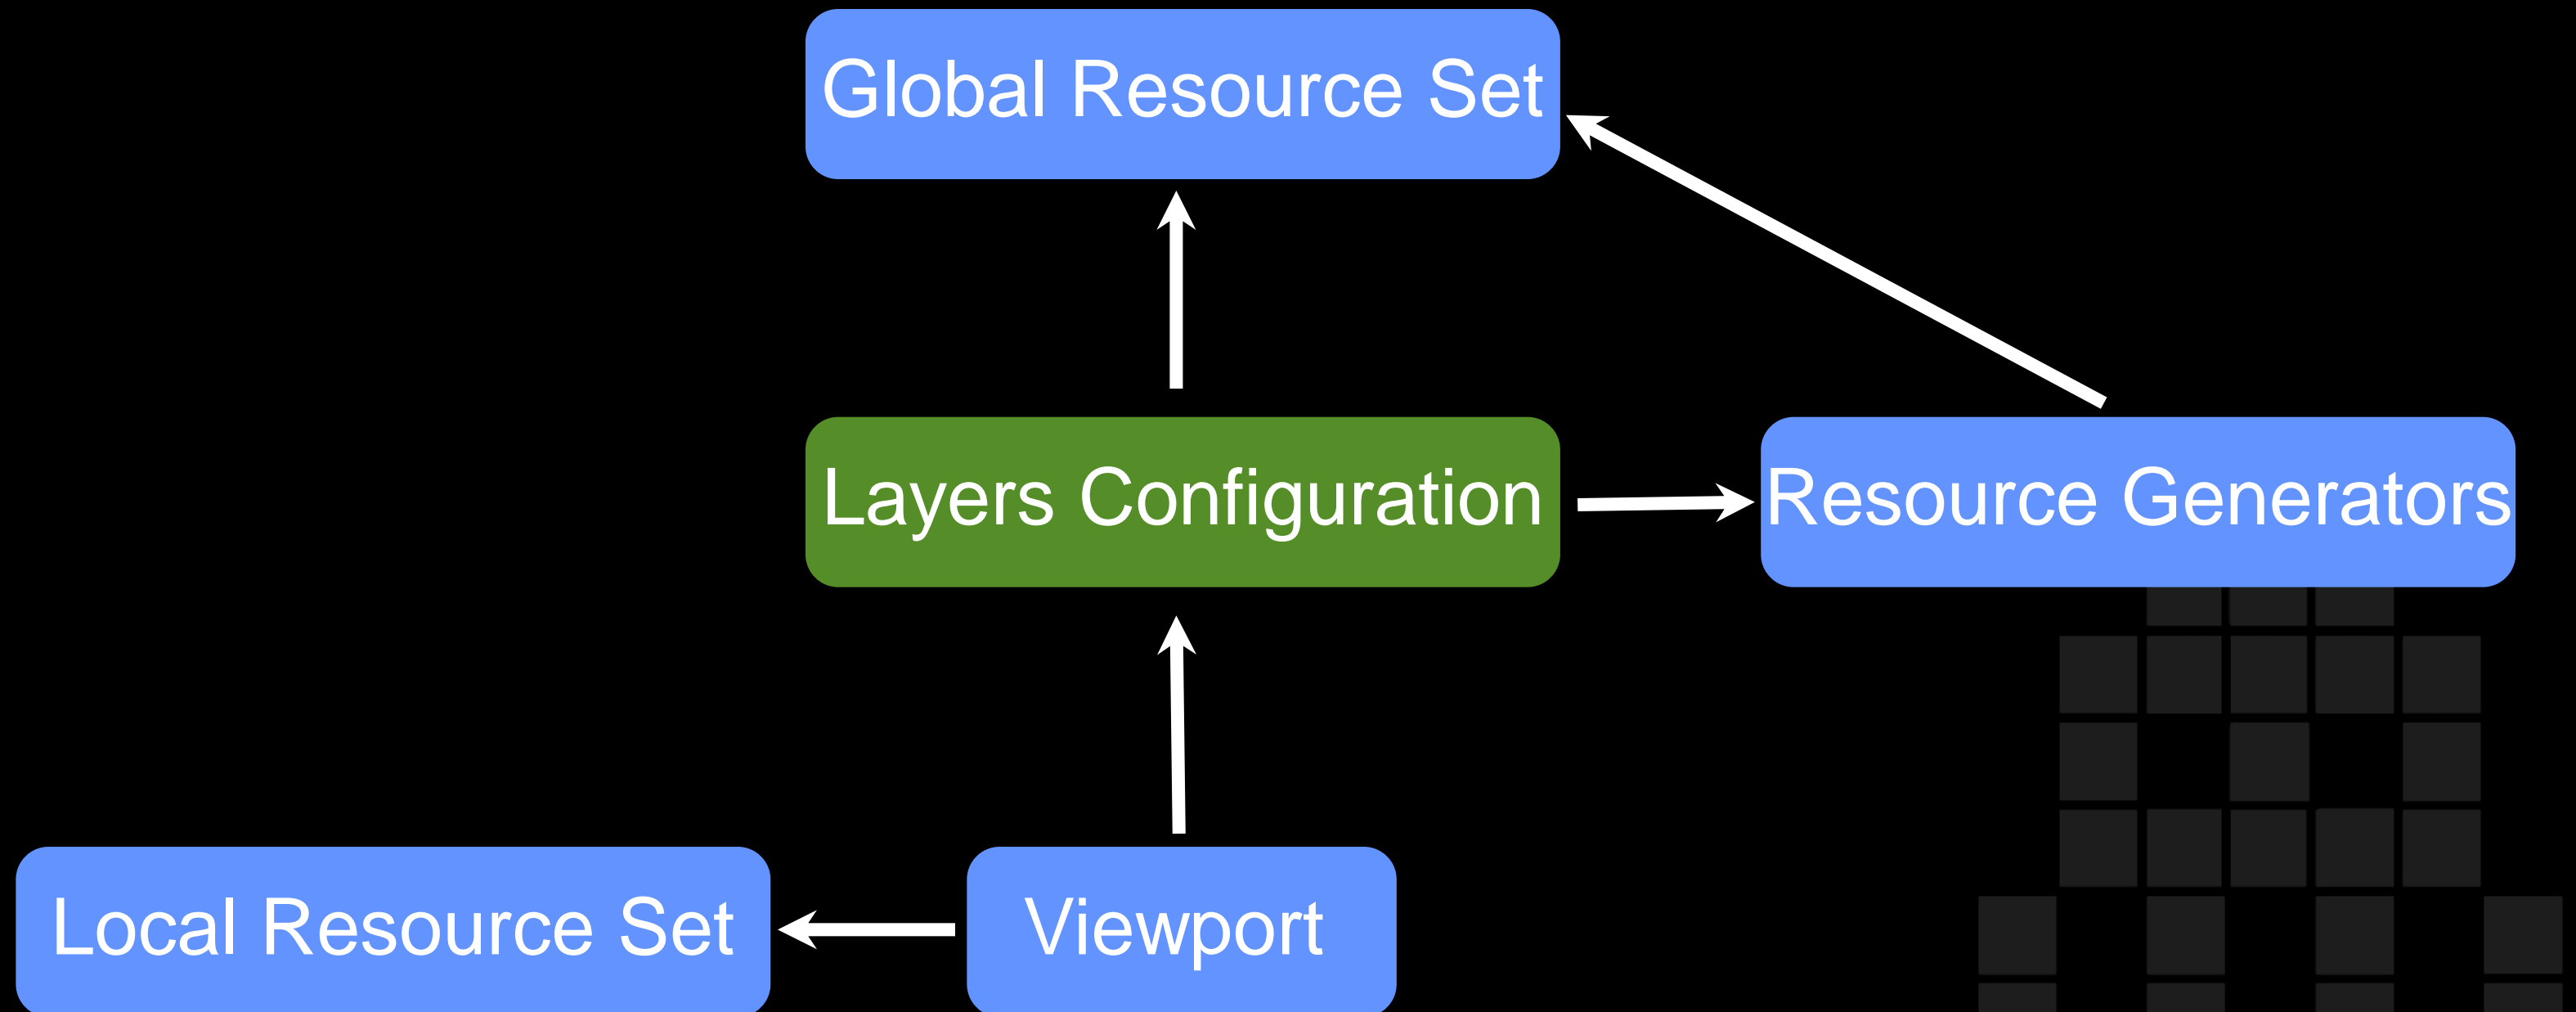 Global Resource Set
Layers Configuration
Resource Generators
Local Resource Set
Viewport